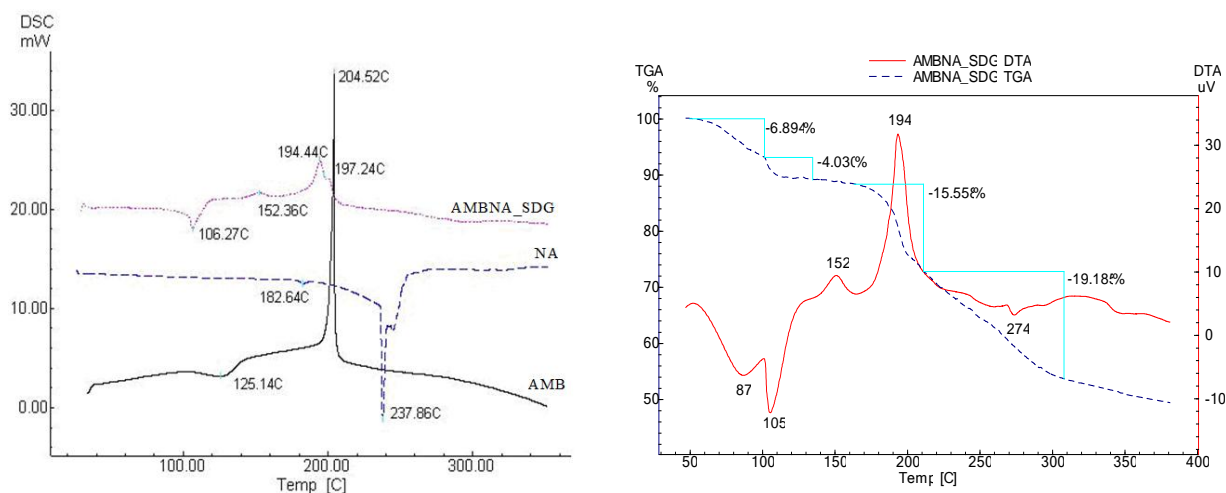 DSC
mW
30.00
20.00
10.00
0.00
204.52C
194.44C
197.24C
152.36C
AMBNA_SDG
106.27C
NA
182.64C
125.14C
AMB
237.86C
100.00
200.00
300.00
Temp [C]
AMBNA_SDG DTA
AMBNA_SDG TGA
TGA
%
DTA
uV
100
90
80
70
60
50
30
20
10
0
-10
194
-6.894%
-4.030%
-15.558%
152
-19.188%
274
87
105
50
100
150
200
250
300
350
400
Temp [C]